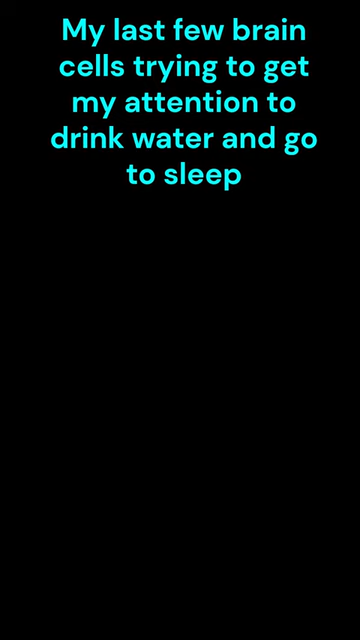 My last few brain
cells trying to get
my attention to
drink water and go
to sleep